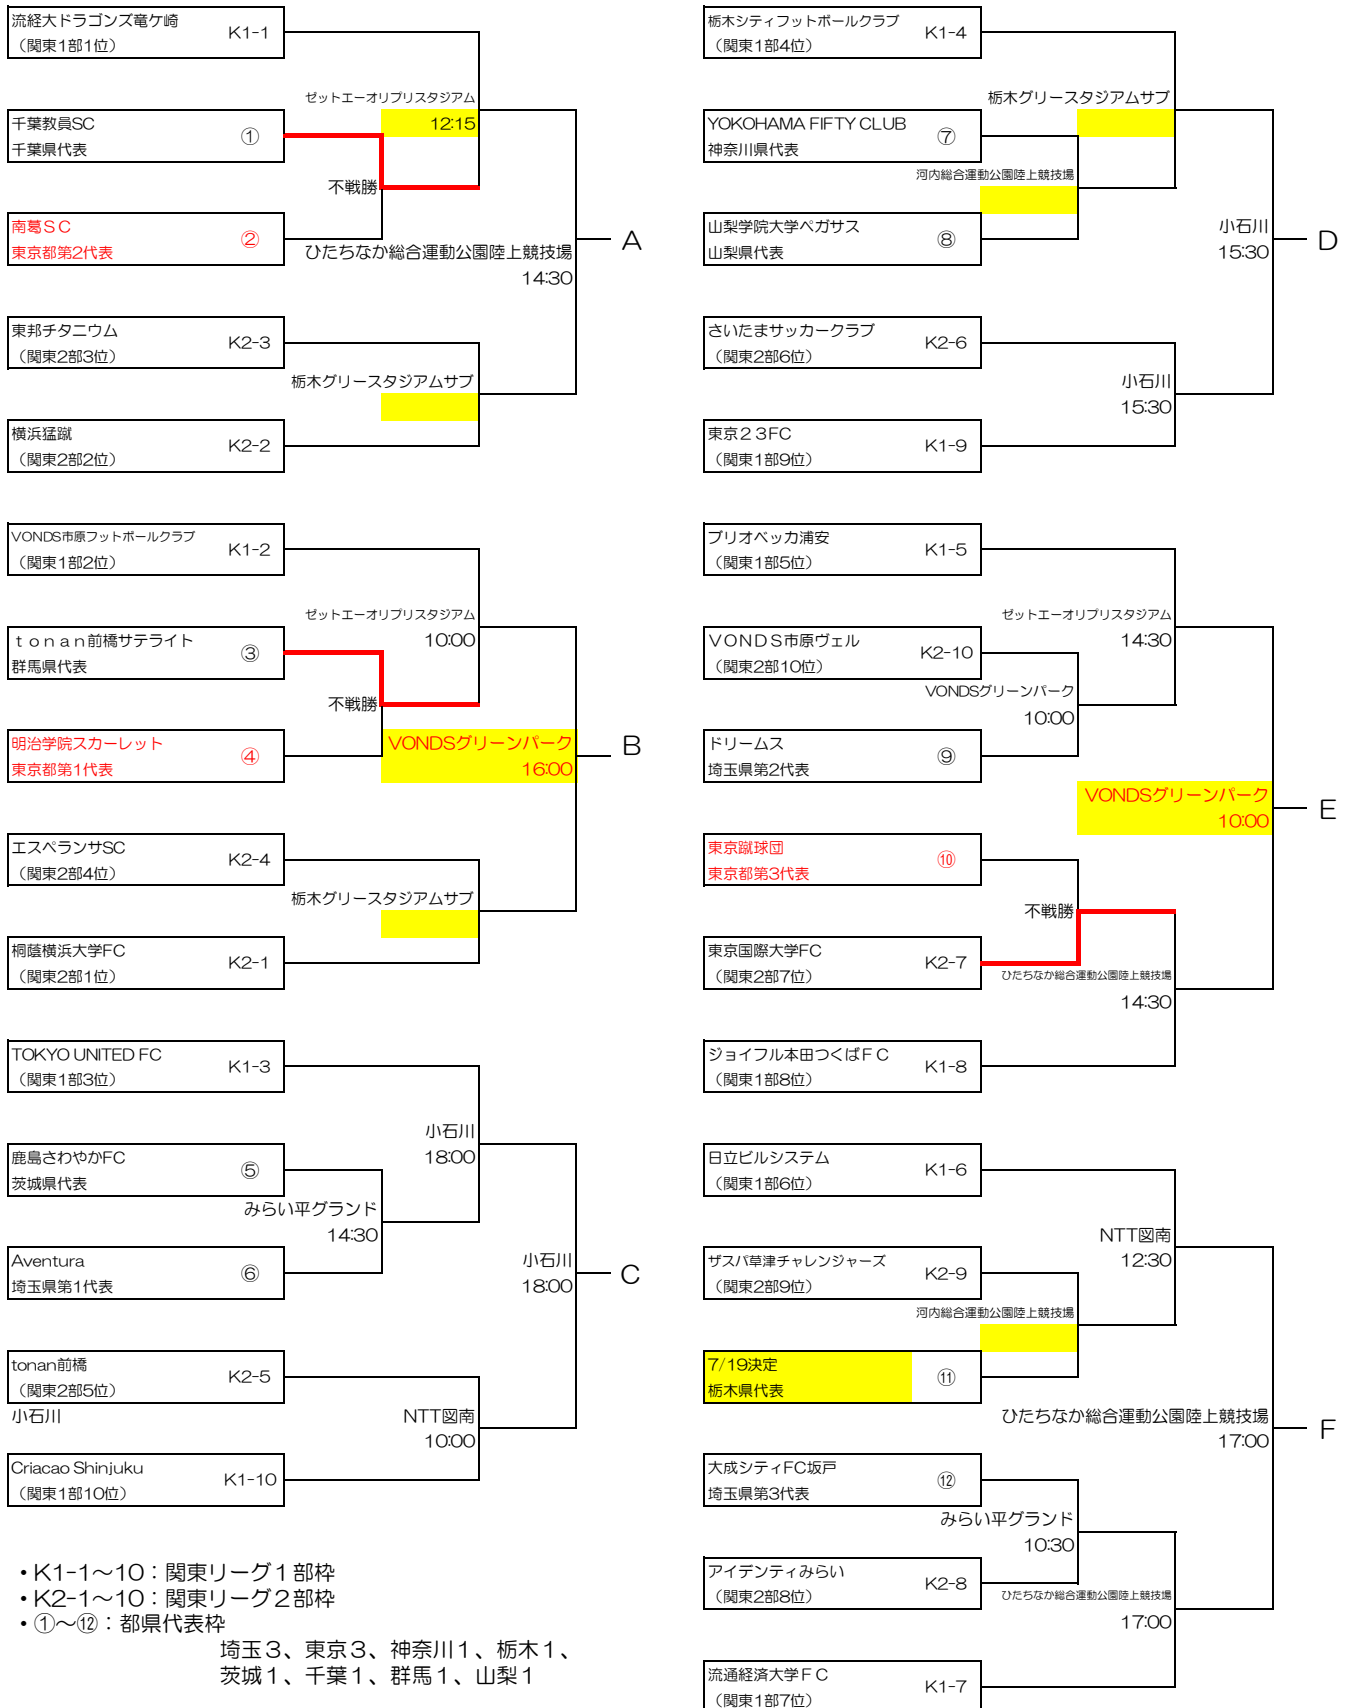 流経大ドラゴンズ竜ケ崎
（関東1部1位）
K1-1
ゼットエーオリプリスタジアム
12:15
千葉教員SC
千葉県代表
①
不戦勝
南葛ＳＣ
東京都第2代表
②
ひたちなか総合運動公園陸上競技場
14:30
A
東邦チタニウム
（関東2部3位）
K2-3
栃木グリースタジアムサブ
横浜猛蹴
（関東2部2位）
K2-2
VONDS市原フットボールクラブ
（関東1部2位）
K1-2
ゼットエーオリプリスタジアム
10:00
ｔｏｎａｎ前橋サテライト
群馬県代表
③
不戦勝
明治学院スカーレット
東京都第1代表
④
VONDSグリーンパーク
16:00
B
エスペランサSC
（関東2部4位）
K2-4
栃木グリースタジアムサブ
桐蔭横浜大学FC
（関東2部1位）
K2-1
TOKYO UNITED FC
（関東1部3位）
K1-3
小石川
18:00
鹿島さわやかFC
茨城県代表
⑤
みらい平グランド
14:30
Aventura
埼玉県第1代表
⑥
小石川
18:00
C
tonan前橋
（関東2部5位）
K2-5
小石川
NTT図南
10:00
Criacao Shinjuku
（関東1部10位）
K1-10
・K1-1～10：関東リーグ１部枠
・K2-1～10：関東リーグ２部枠
・①～⑫：都県代表枠
埼玉３、東京３、神奈川１、栃木１、
茨城１、千葉１、群馬１、山梨１
栃木シティフットボールクラブ
（関東1部4位）
K1-4
栃木グリースタジアムサブ
YOKOHAMA FIFTY CLUB
神奈川県代表
⑦
河内総合運動公園陸上競技場
山梨学院大学ペガサス
山梨県代表
⑧
小石川
15:30
D
さいたまサッカークラブ
（関東2部6位）
K2-6
小石川
15:30
東京２３FC
（関東1部9位）
K1-9
ブリオベッカ浦安
（関東1部5位）
K1-5
ゼットエーオリプリスタジアム
14:30
ＶＯＮＤＳ市原ヴェル
（関東2部10位）
K2-10
VONDSグリーンパーク
10:00
ドリームス
埼玉県第2代表
⑨
VONDSグリーンパーク
10:00
E
東京蹴球団
東京都第3代表
⑩
不戦勝
東京国際大学FC
（関東2部7位）
K2-7
ひたちなか総合運動公園陸上競技場
14:30
ジョイフル本田つくばＦＣ
（関東1部8位）
K1-8
日立ビルシステム
（関東1部6位）
K1-6
NTT図南
12:30
ザスパ草津チャレンジャーズ
（関東2部9位）
K2-9
河内総合運動公園陸上競技場
7/19決定
栃木県代表
⑪
ひたちなか総合運動公園陸上競技場
17:00
F
大成シティFC坂戸
埼玉県第3代表
⑫
みらい平グランド
10:30
アイデンティみらい
（関東2部8位）
K2-8
ひたちなか総合運動公園陸上競技場
17:00
流通経済大学ＦＣ
（関東1部7位）
K1-7